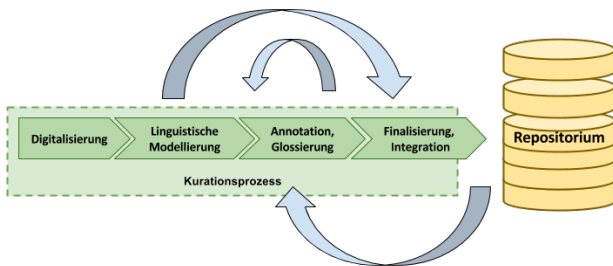 Digitalisierung
Linguistische
Modellierung
Annotation,
Glossierung
Finalisierung,
Integration
Repositorium
Kurationsprozess